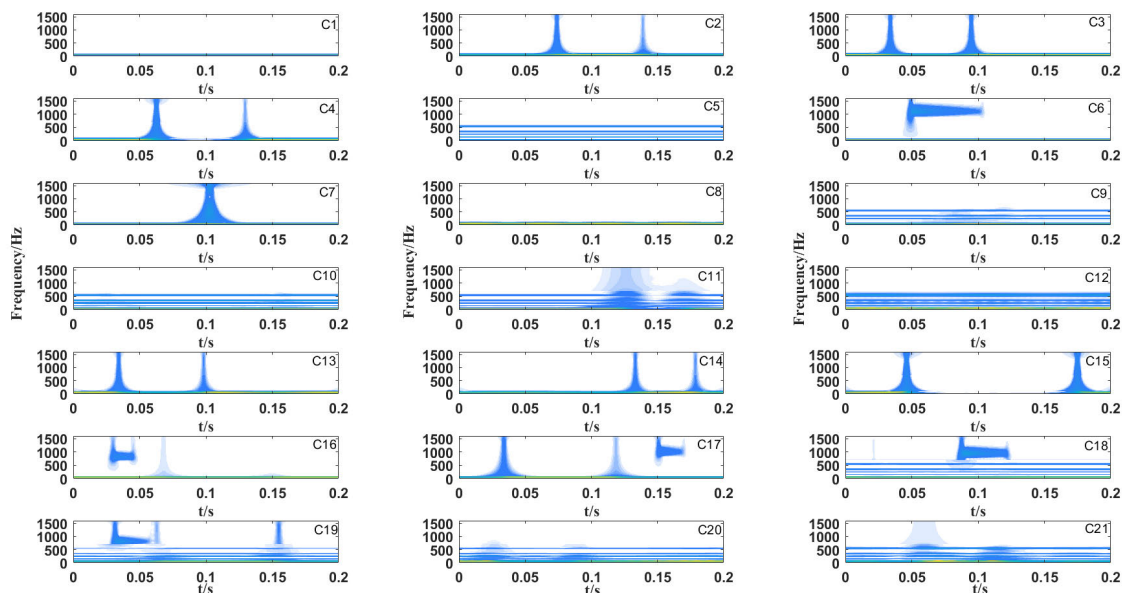 C1 C2 C3
1500 1500 1500
1000 1000 1000
500 500 500
0 0 0
0 0.05 0.1 0.15 0.2 0 0.05 0.1 0.15 0.2 0 0.05 0.1 0.15 0.2
t/s t/s t/s
C4 C5 C6
1500 1500 1500
1000 1000 1000
500 500 500
0 0 0
0 0.05 0.1 0.15 0.2 0 0.05 0.1 0.15 0.2 0 0.05 0.1 0.15 0.2
t/s t/s t/s
C7 C8 C9
1500 1500 1500
1000 1000 1000
500 500 500
0 0 0
0 0.05 0.1 0.15 0.2 0 0.05 0.1 0.15 0.2 0 0.05 0.1 0.15 0.2
t/s t/s t/s
Frequency/Hz Frequency/Hz Frequency/Hz
C10 C11 C12
1500 1500 1500
1000 1000 1000
500 500 500
0 0 0
0 0.05 0.1 0.15 0.2 0 0.05 0.1 0.15 0.2 0 0.05 0.1 0.15 0.2
t/s t/s t/s
C13 C14 C15
1500 1500 1500
1000 1000 1000
500 500 500
0 0 0
0 0.05 0.1 0.15 0.2 0 0.05 0.1 0.15 0.2 0 0.05 0.1 0.15 0.2
t/s t/s t/s
C16 C17 C18
1500 1500 1500
1000 1000 1000
500 500 500
0 0 0
0 0.05 0.1 0.15 0.2 0 0.05 0.1 0.15 0.2 0 0.05 0.1 0.15 0.2
t/s t/s t/s
C19 C20 C21
1500 1500 1500
1000 1000 1000
500 500 500
0 0 0
0 0.05 0.1 0.15 0.2 0 0.05 0.1 0.15 0.2 0 0.05 0.1 0.15 0.2
t/s t/s t/s